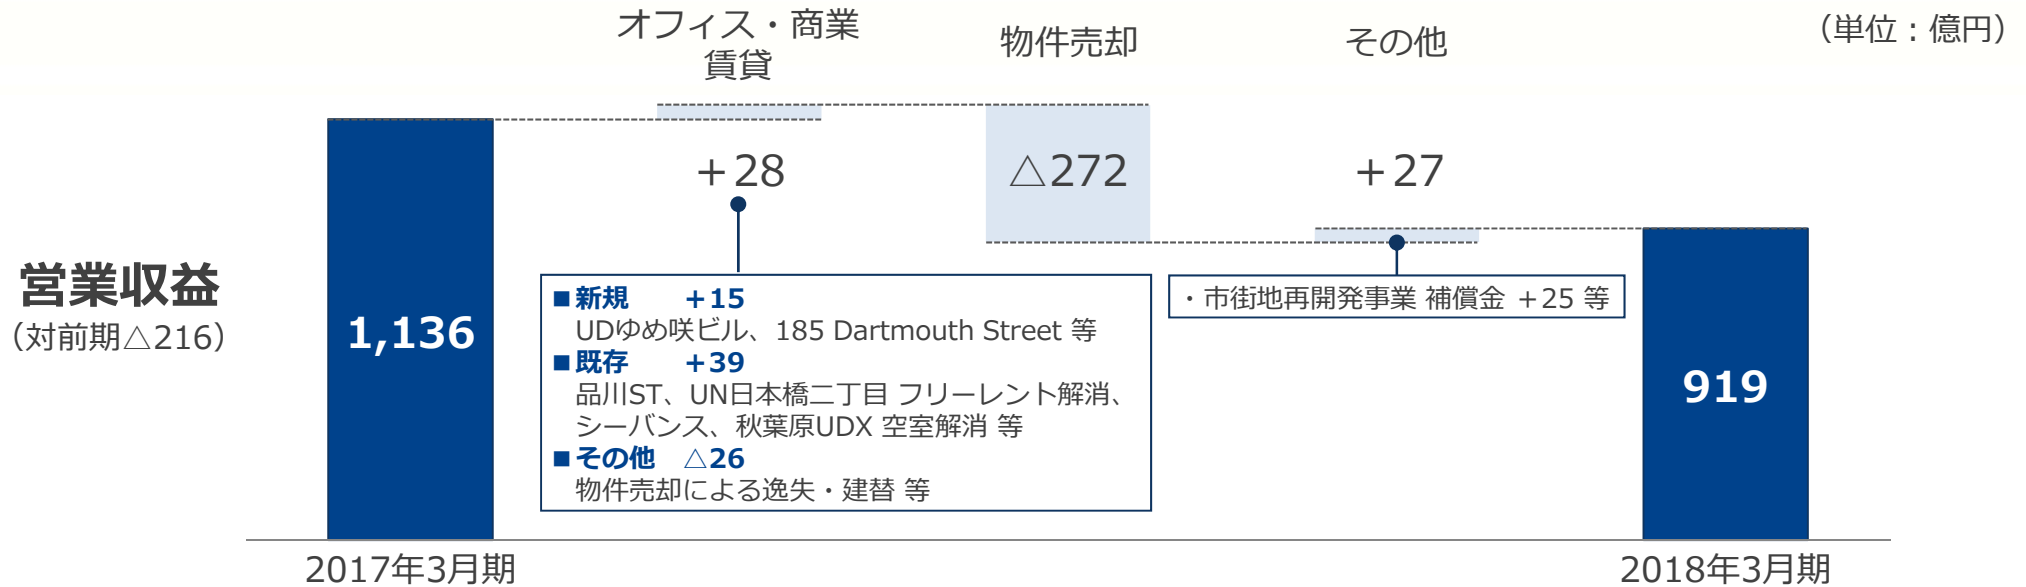 オフィス・商業
賃貸
物件売却
その他
（単位：億円）
＋28
△272
＋27
営業収益
（対前期△216）
1,136
■新規　＋15
UDゆめ咲ビル、185 Dartmouth Street 等
■既存　＋39
品川ST、UN日本橋二丁目 フリーレント解消、
シーバンス、秋葉原UDX 空室解消 等
■その他　△26
物件売却による逸失・建替 等
・市街地再開発事業 補償金 ＋25 等
919
2017年3月期
2018年3月期